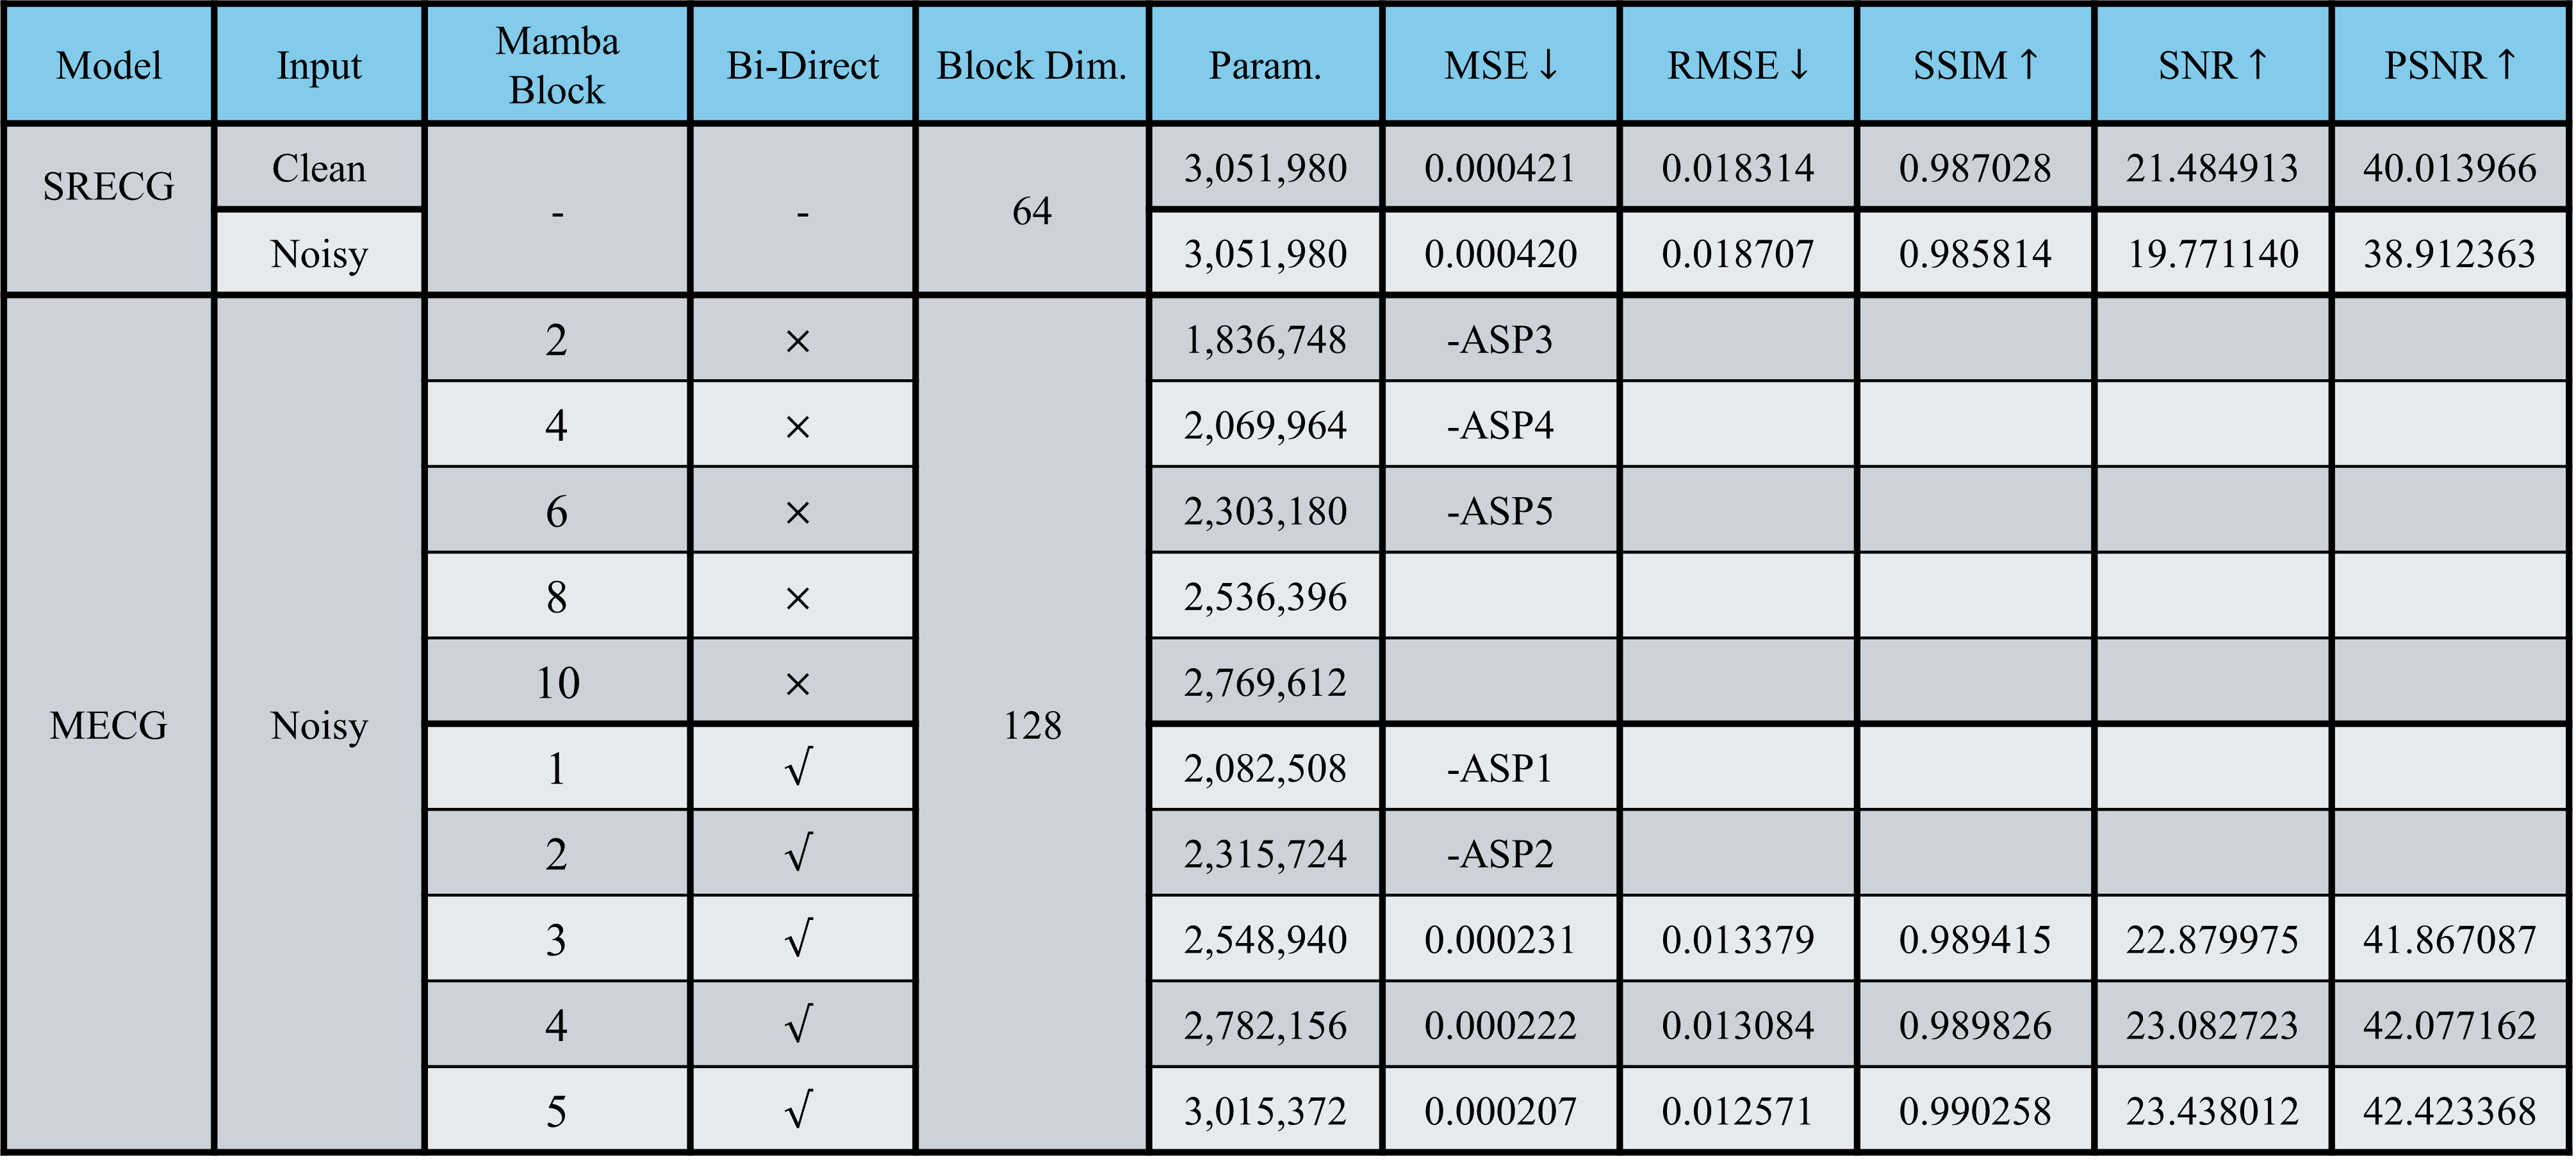 Model Input Mamba Block Bi-Direct Block Dim. Param. MSE↓ RMSE↓ SSIM↑ SNR↑ PSNR↑
SRECG Clean - - 64 3,051,980 0.000421 0.018314 0.987028 21.484913 40.013966
Noisy 3,051,980 0.000420 0.018707 0.985814 19.771140 38.912363
MECG Noisy 2 × 128 1,836,748 -ASP3
4 × 2,069,964 -ASP4
6 × 2,303,180 -ASP5
8 × 2,536,396
10 × 2,769,612
1 √ 2,082,508 -ASP1
2 √ 2,315,724 -ASP2
3 √ 2,548,940 0.000231 0.013379 0.989415 22.879975 41.867087
4 √ 2,782,156 0.000222 0.013084 0.989826 23.082723 42.077162
5 √ 3,015,372 0.000207 0.012571 0.990258 23.438012 42.423368